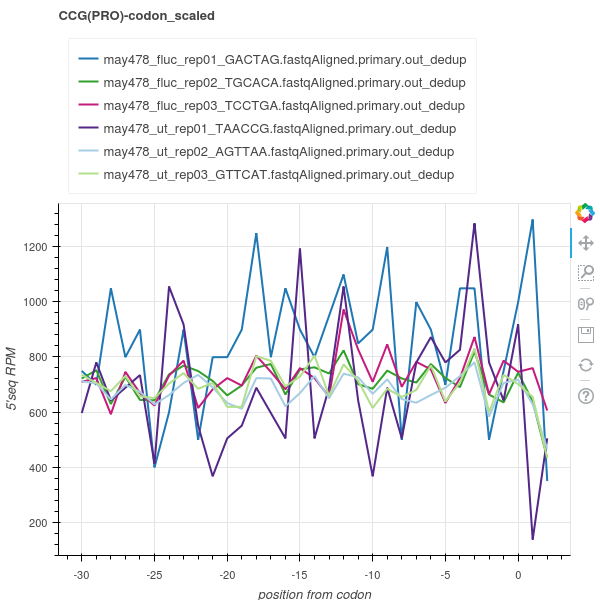 CCG(PRO)-codon_scaled
may478_fluc_rep01_GACTAG.fastqAligned.primary.out_dedup
may478_fluc_rep02_TGCACA.fastqAligned.primary.out_dedup
may478_fluc_rep03_TCCTGA.fastqAligned.primary.out_dedup
may478_ut_rep01_TAACCG.fastqAligned.primary.out_dedup
may478_ut_rep02_AGTTAA.fastqAligned.primary.out_dedup
may478_ut_rep03_GTTCAT.fastqAligned.primary.out_dedup
1200
1000
800
600
400
200
5'seq RPM
-30 -25 -20 -15 -10 -5 0
position from codon